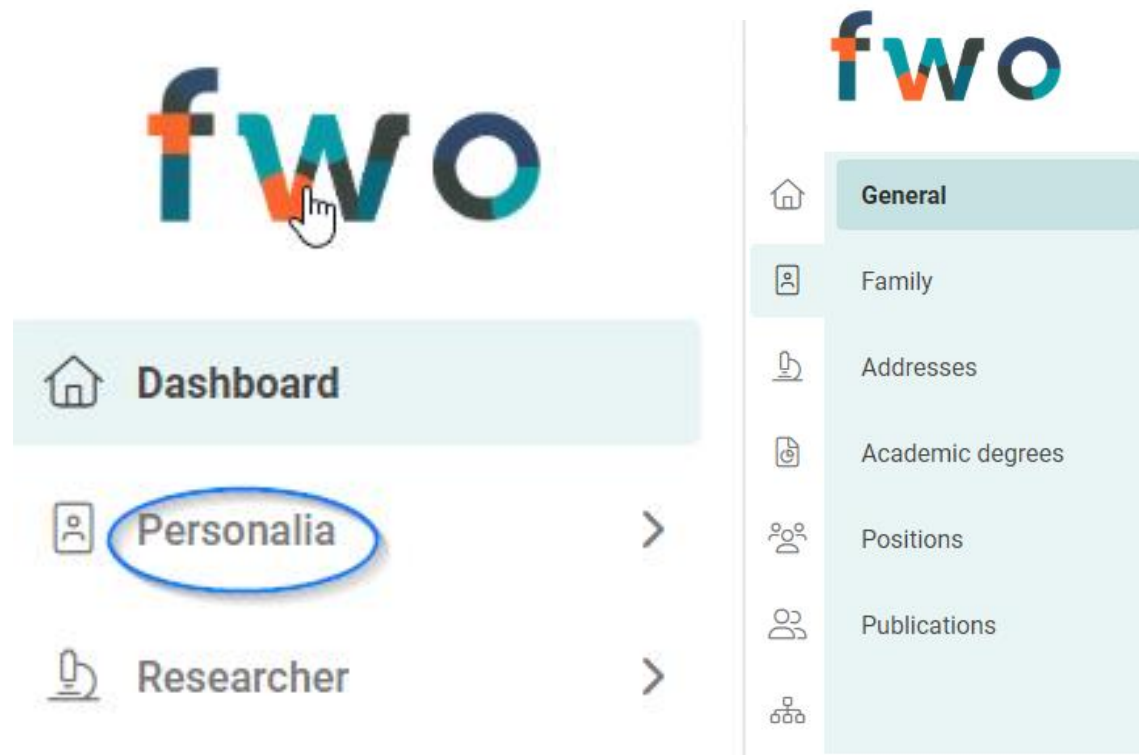 fwo
Dashboard
Personalia
Researcher
fwo
General
Family
Addresses
Academic degrees
Positions
Publications